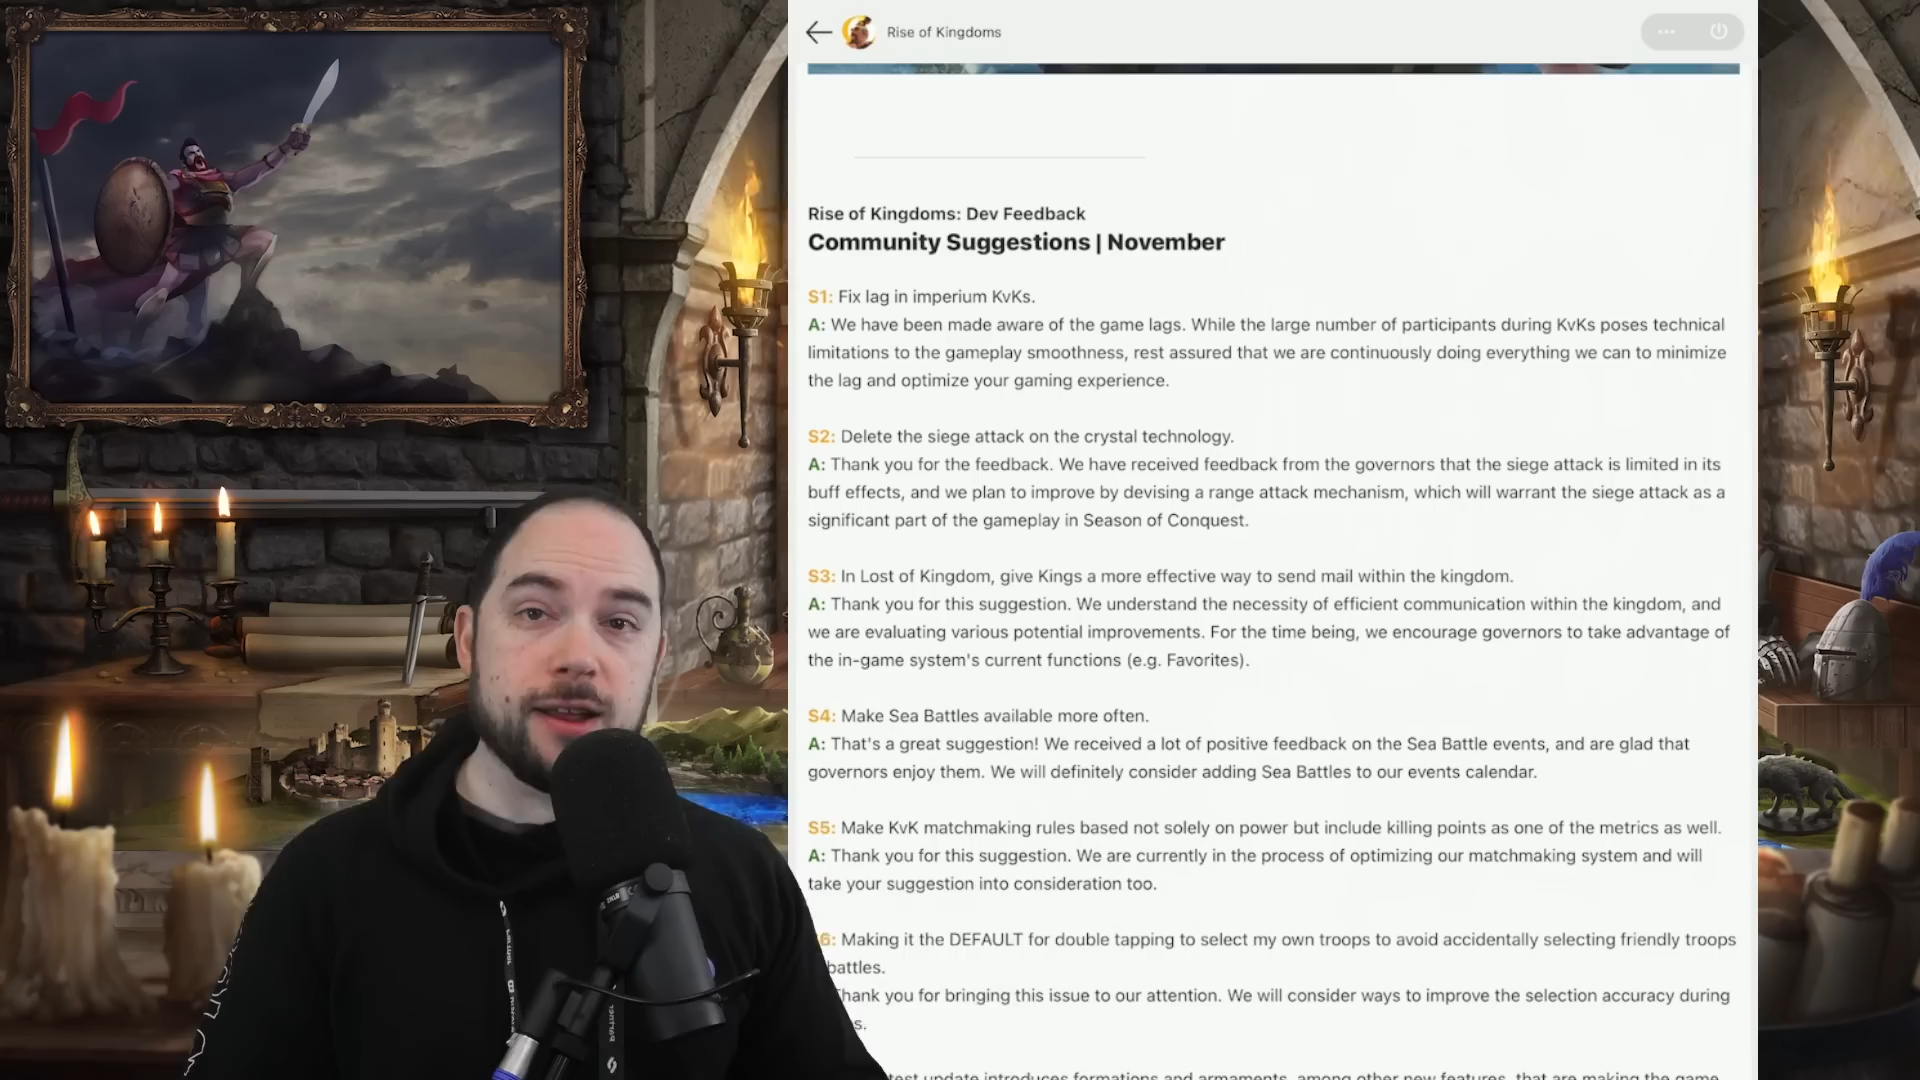 Rise of Kingdoms
Rise of Kingdoms: Dev Feedback
Community Suggestions | November
S1: Fix lag in imperium KvKs.
A: We have been made aware of the game lags. While the large number of participants during KvKs poses technical
limitations to the gameplay smoothness, rest assured that we are continuously doing everything we can to minimize
the lag and optimize your gaming experience.
S2: Delete the siege attack on the crystal technology.
A: Thank you for the feedback. We have received feedback from the governors that the siege attack is limited in its
buff effects, and we plan to improve by devising a range attack mechanism, which will warrant the siege attack as a
significant part of the gameplay in Season of Conquest.
S3: In Lost of Kingdom, give Kings a more effective way to send mail within the kingdom.
A: Thank you for this suggestion. We understand the necessity of efficient communication within the kingdom, and
we are evaluating various potential improvements. For the time being, we encourage governors to take advantage of
the in-game system's current functions (e.g. Favorites).
S4: Make Sea Battles available more often.
A: That's a great suggestion! We received a lot of positive feedback on the Sea Battle events, and are glad that
governors enjoy them. We will definitely consider adding Sea Battles to our events calendar.
S5: Make KvK matchmaking rules based not solely on power but include killing points as one of the metrics as well.
A: Thank you for this suggestion. We are currently in the process of optimizing our matchmaking system and will
take your suggestion into consideration too.
6: Making it the DEFAULT for double tapping to select my own troops to avoid accidentally selecting friendly troops
battles.
Thank you for bringing this issue to our attention. We will consider ways to improve the selection accuracy during
s.
update introduces formations and armaments, among other new features, that are making the game